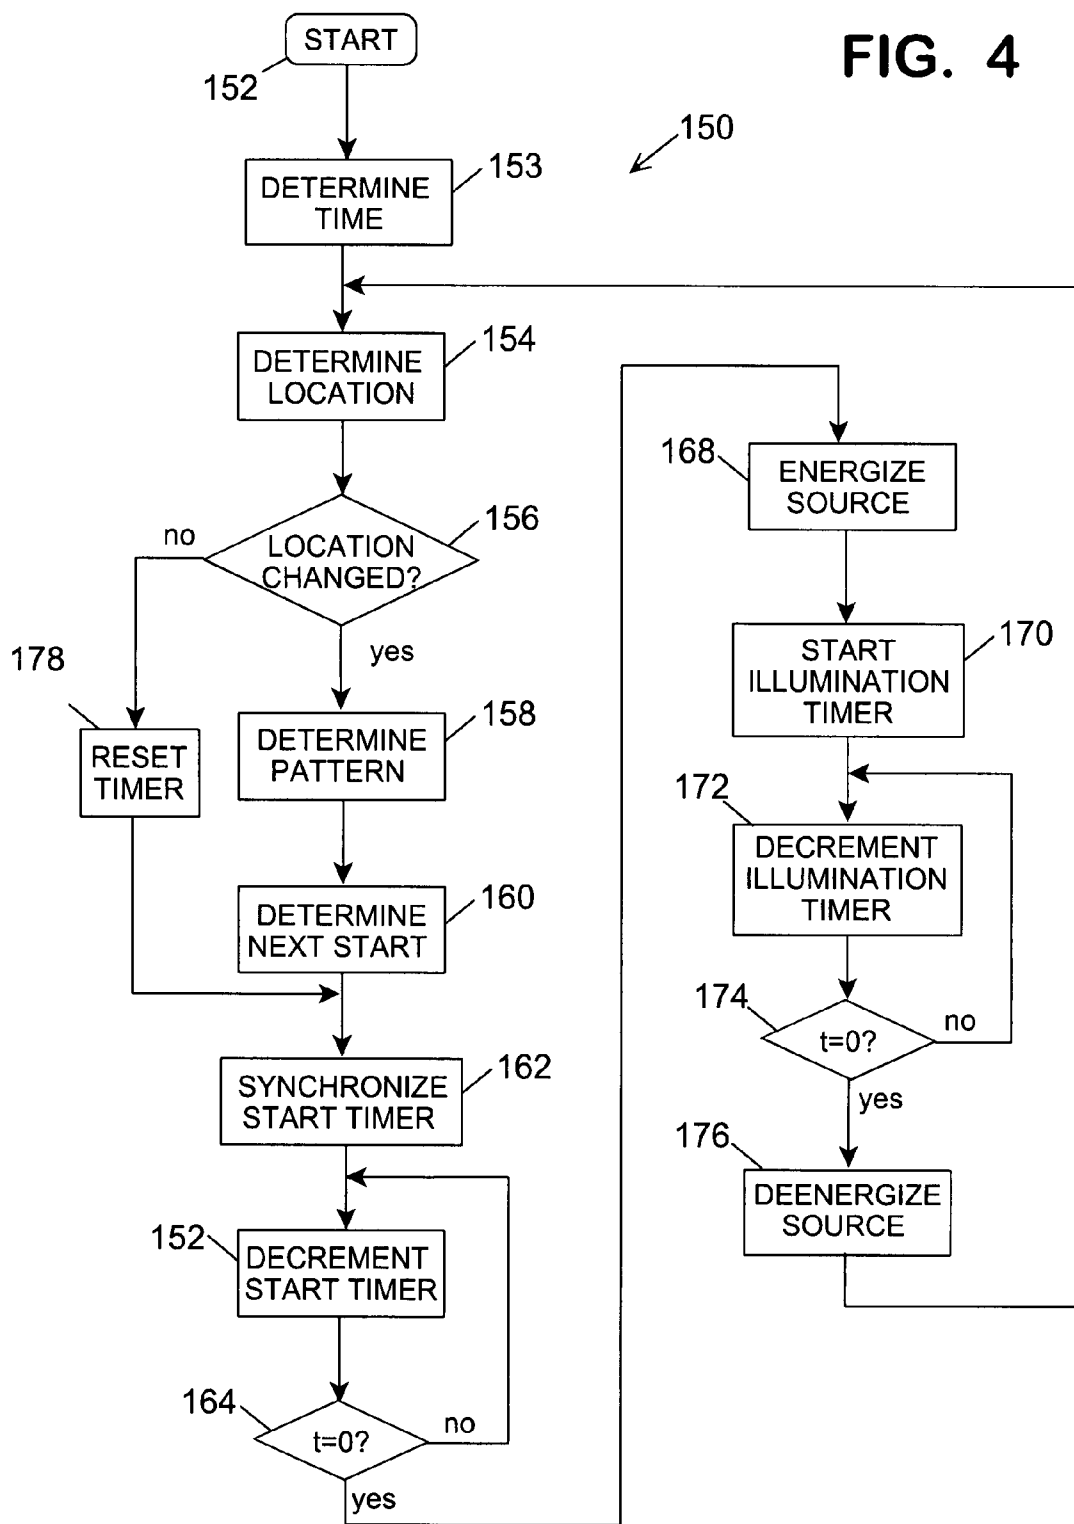 FIG. 4
START
152
150
153
DETERMINE
TIME
154
DETERMINE
LOCATION
156
no
LOCATION
CHANGED?
yes
178
RESET
TIMER
158
DETERMINE
PATTERN
160
DETERMINE
NEXT START
162
SYNCHRONIZE
START TIMER
152
DECREMENT
START TIMER
164
t=0?
no
yes
168
ENERGIZE
SOURCE
170
START
ILLUMINATION
TIMER
172
DECREMENT
ILLUMINATION
TIMER
174
t=0?
no
yes
176
DEENERGIZE
SOURCE